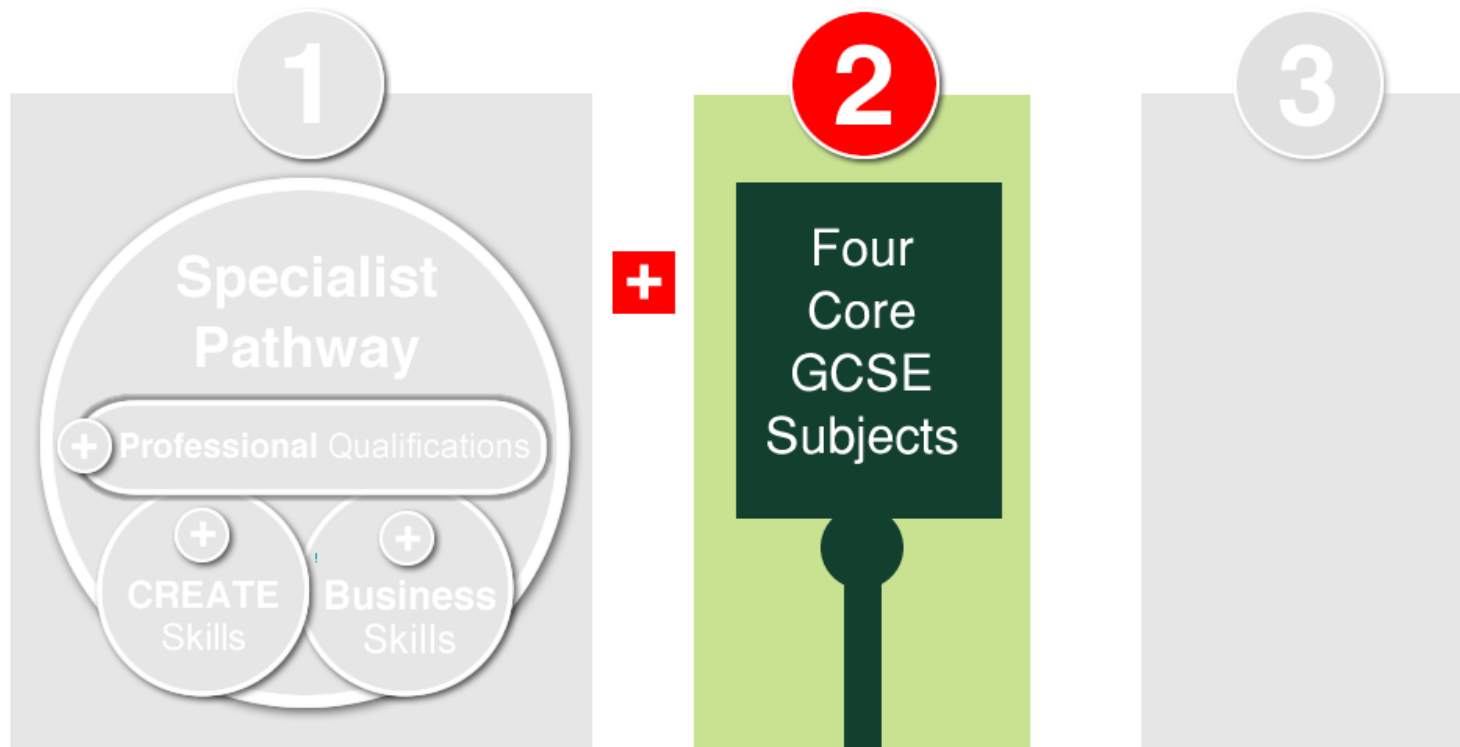 1
Specialist
Pathway
+ Professional Qualifications
+
CREATE
Skills
!
+
Business
Skills
+
2
Four
Core
GCSE
Subjects
3